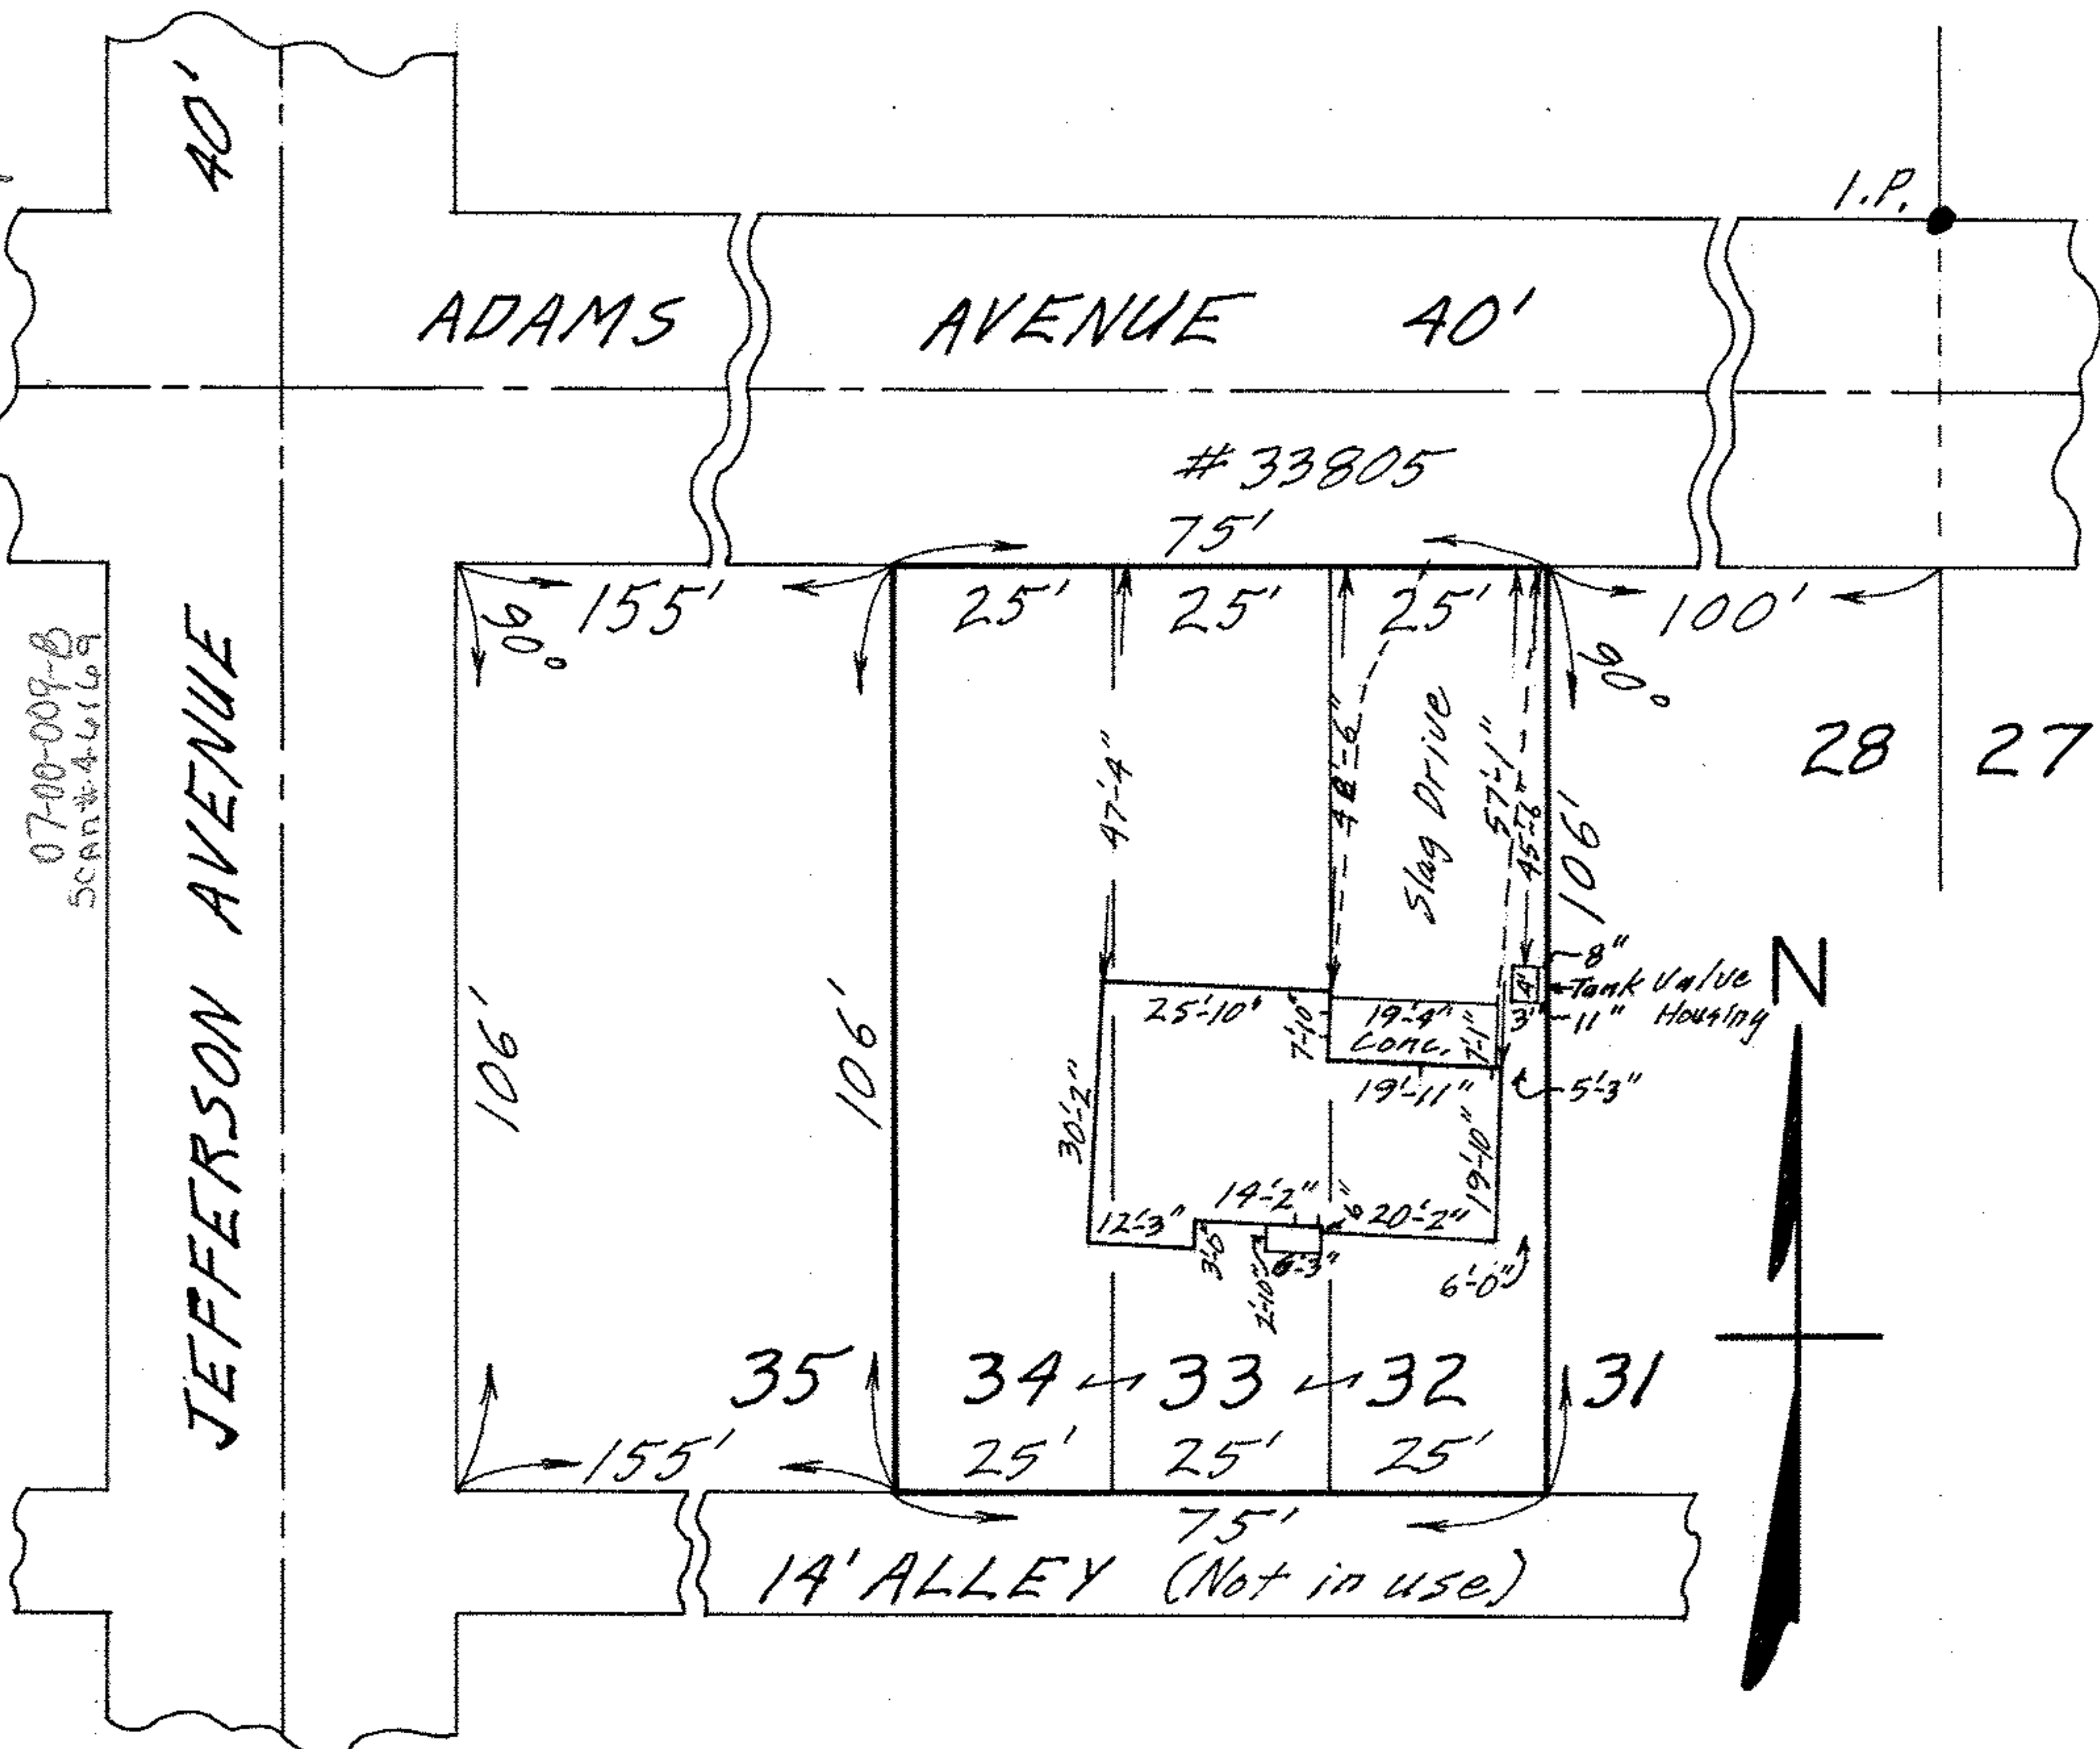 40'
I.P.
ADAMS AVENUE 40'
# 33805
75'
155' 25' 25' 25' 100'
90° 90°
28 27
JEFFERSON AVENUE
07-00-009-B
47'-4"
48'-6"
Slag Drive
57'-1"
45'-6"
106'
106'
106'
N
8"
4'
Tank Valve
Housing
3'
11"
25'-10"
7'-10"
19'-4"
Conc.
7'-1"
19'-11"
5'-3"
30'-2"
19'-10"
14'-2"
6"
20'-2"
12'-3"
3'-0"
2'-10"
6'-3"
6'-0"
35 34 33 32 31
155' 25' 25' 25'
75'
14' ALLEY (Not in use)